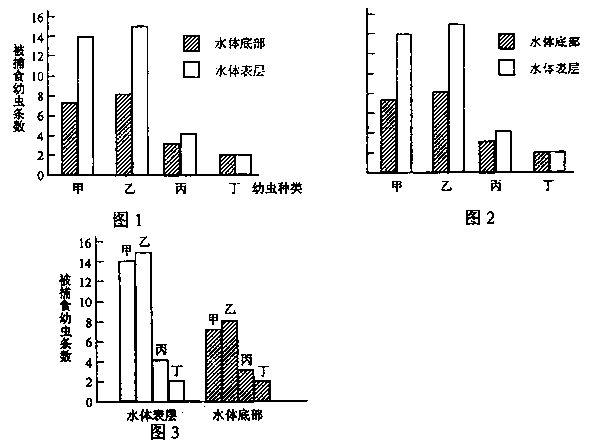 被捕食幼虫条数
16
14
12
10
8
6
4
2
0
水体底部
水体表层
甲 乙 丙 丁 幼虫种类
图1
水体底部
水体表层
甲 乙 丙 丁
图2
被捕食幼虫条数
16
14
12
10
8
6
4
2
0
甲 乙 丙 丁
甲 乙 丙 丁
水体表层 水体底部
图3